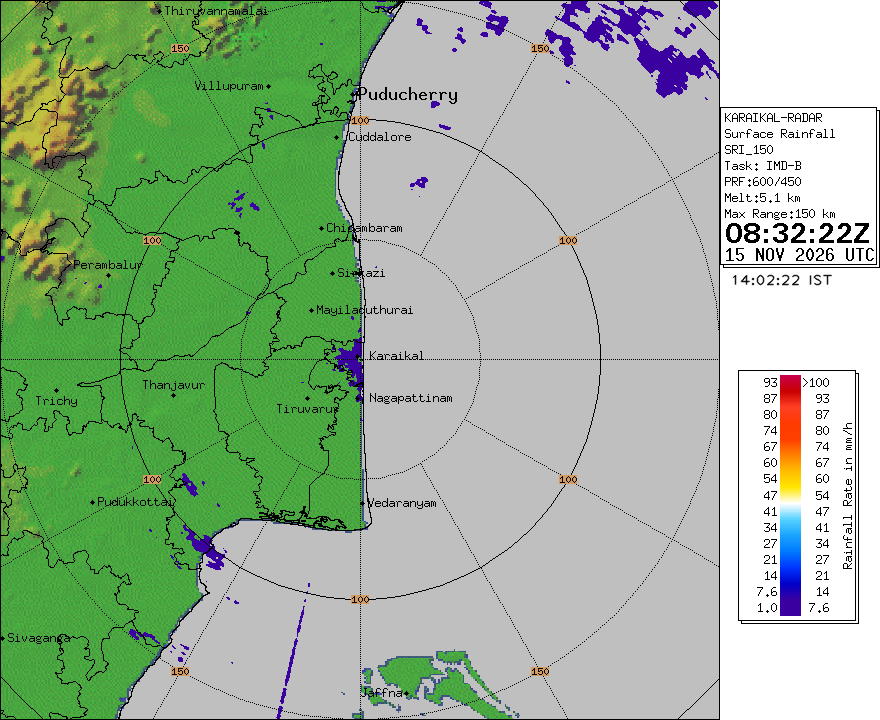 Thiruvannamalai
150
150
Villupuram
Puducherry
100
Cuddalore
Chidambaram
100
100
Perambalur
Sirkazi
Mayiladuthurai
Karaikal
Thanjavur
Trichy
Nagapattinam
Tiruvarur
100
100
Pudukkottai
Vedaranyam
100
Sivaganga
150
150
Jaffna
KARAIKAL-RADAR
Surface Rainfall
SRI_150
Task: IMD-B
PRF:600/450
Melt:5.1 km
Max Range:150 km
08:32:22Z
15 NOV 2026 UTC
14:02:22 IST
93 >100
87 93
80 87
74 80
67 74
60 67
54 60
47 54
41 47
34 41
27 34
21 27
14 21
7.6 14
1.0 7.6
Rainfall Rate in mm/h